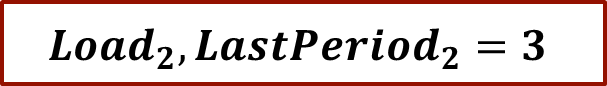 Load₂, LastPeriod₂ = 3